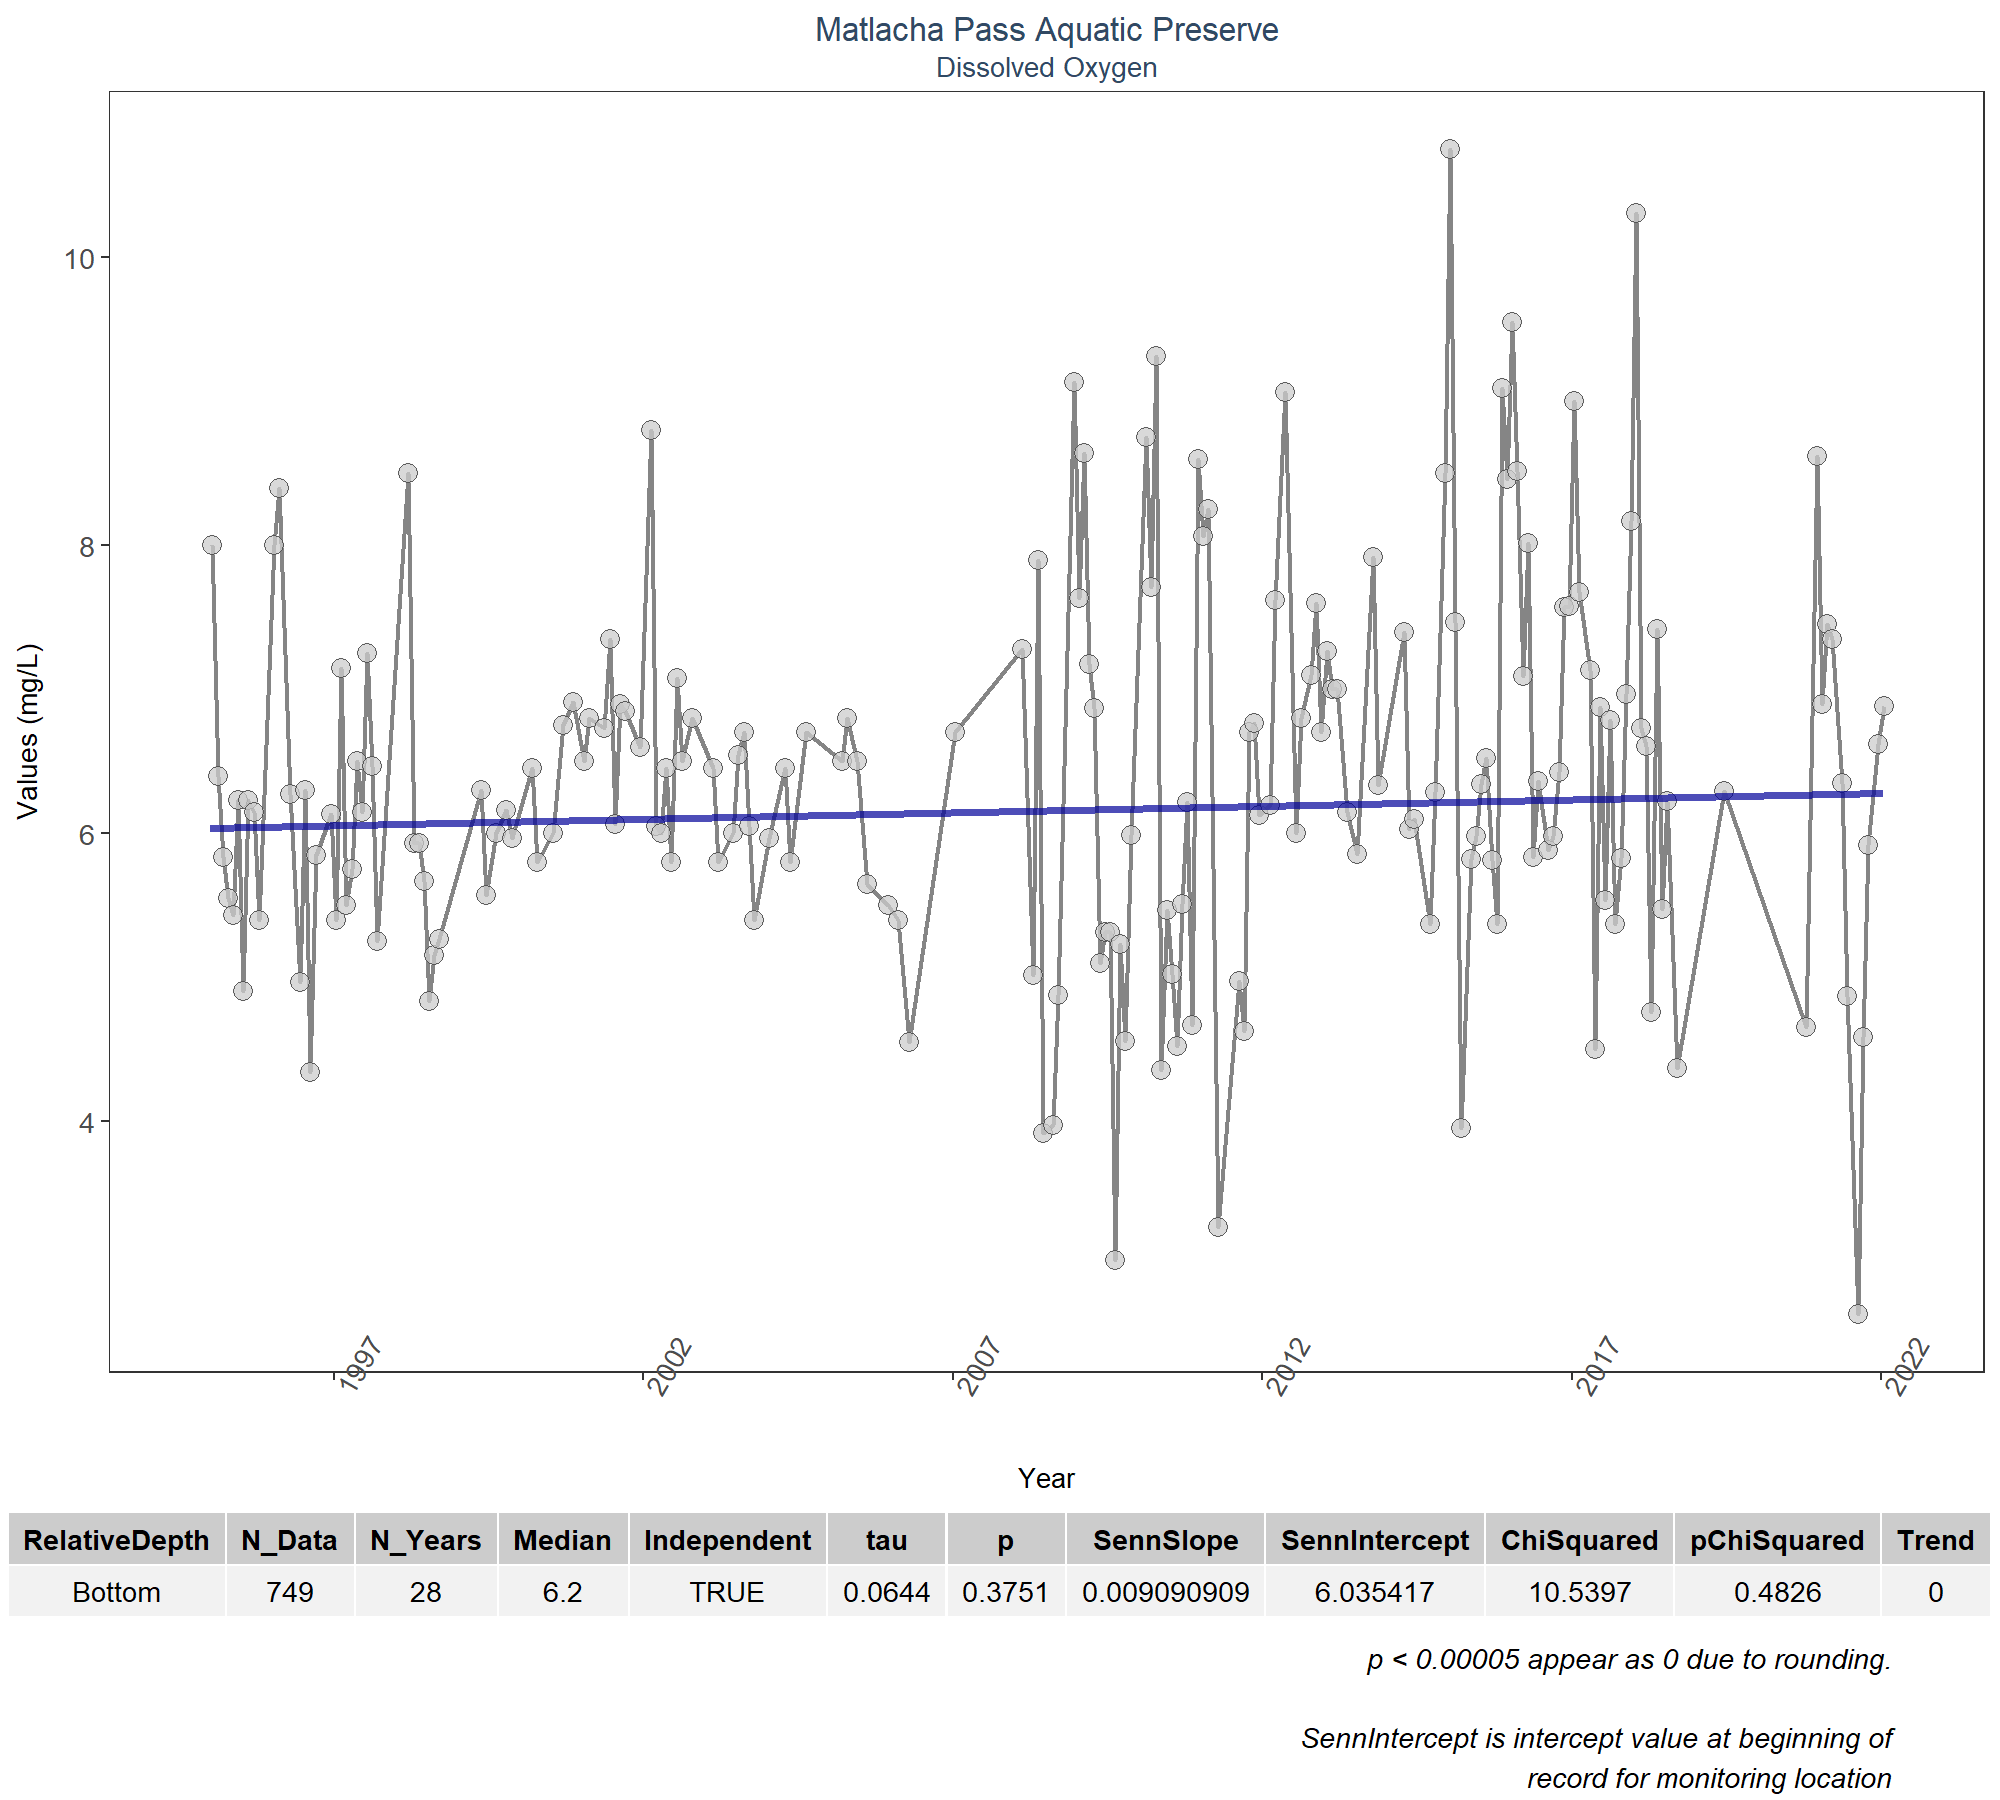 Matlacha Pass Aquatic Preserve
Dissolved Oxygen
Values (mg/L)
10
8
6
4
1997
2002
2007
2012
2017
2022
Year
RelativeDepth N_Data N_Years Median Independent tau p SennSlope SennIntercept ChiSquared pChiSquared Trend
Bottom 749 28 6.2 TRUE 0.0644 0.3751 0.009090909 6.035417 10.5397 0.4826 0
p < 0.00005 appear as 0 due to rounding.
SennIntercept is intercept value at beginning of
record for monitoring location